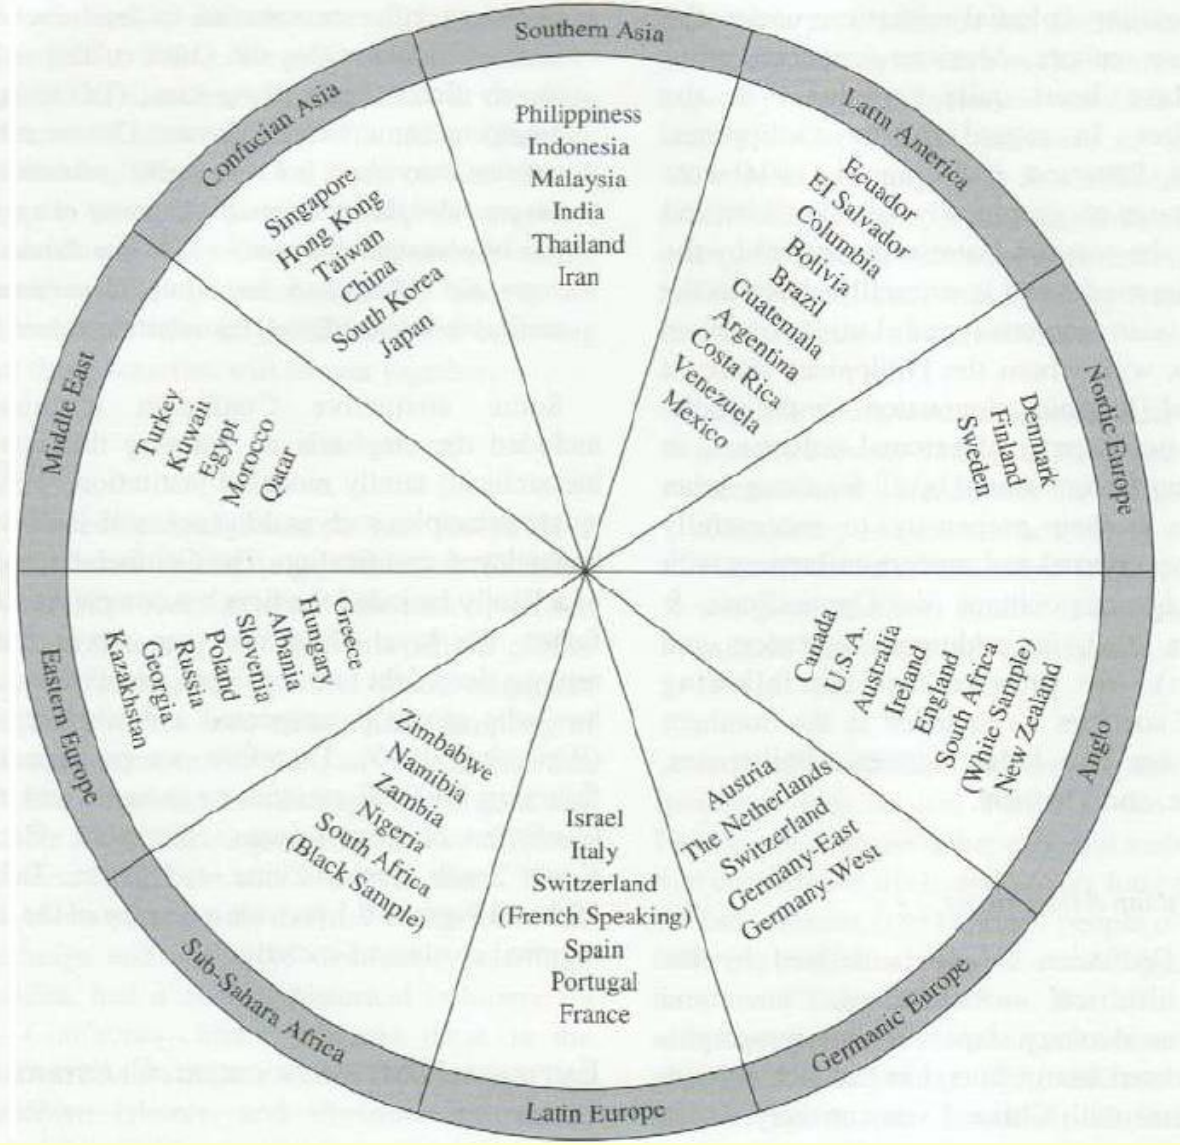 Southern Asia
Philippiness
Indonesia
Malaysia
India
Thailand
Iran
Latin America
Ecuador
El Salvador
Columbia
Bolivia
Brazil
Guatemala
Argentina
Costa Rica
Venezuela
Mexico
Nordic Europe
Denmark
Finland
Sweden
Anglo
Canada
U.S.A.
Australia
Ireland
England
South Africa
(White Sample)
New Zealand
Germanic Europe
Austria
The Netherlands
Switzerland
Germany-East
Germany-West
Latin Europe
Israel
Italy
Switzerland
(French Speaking)
Spain
Portugal
France
Sub-Sahara Africa
Zimbabwe
Namibia
Zambia
Nigeria
South Africa
(Black Sample)
Eastern Europe
Greece
Hungary
Albania
Slovenia
Poland
Russia
Georgia
Kazakhstan
Middle East
Turkey
Kuwait
Egypt
Morocco
Qatar
Confucian Asia
Singapore
Hong Kong
Taiwan
China
South Korea
Japan